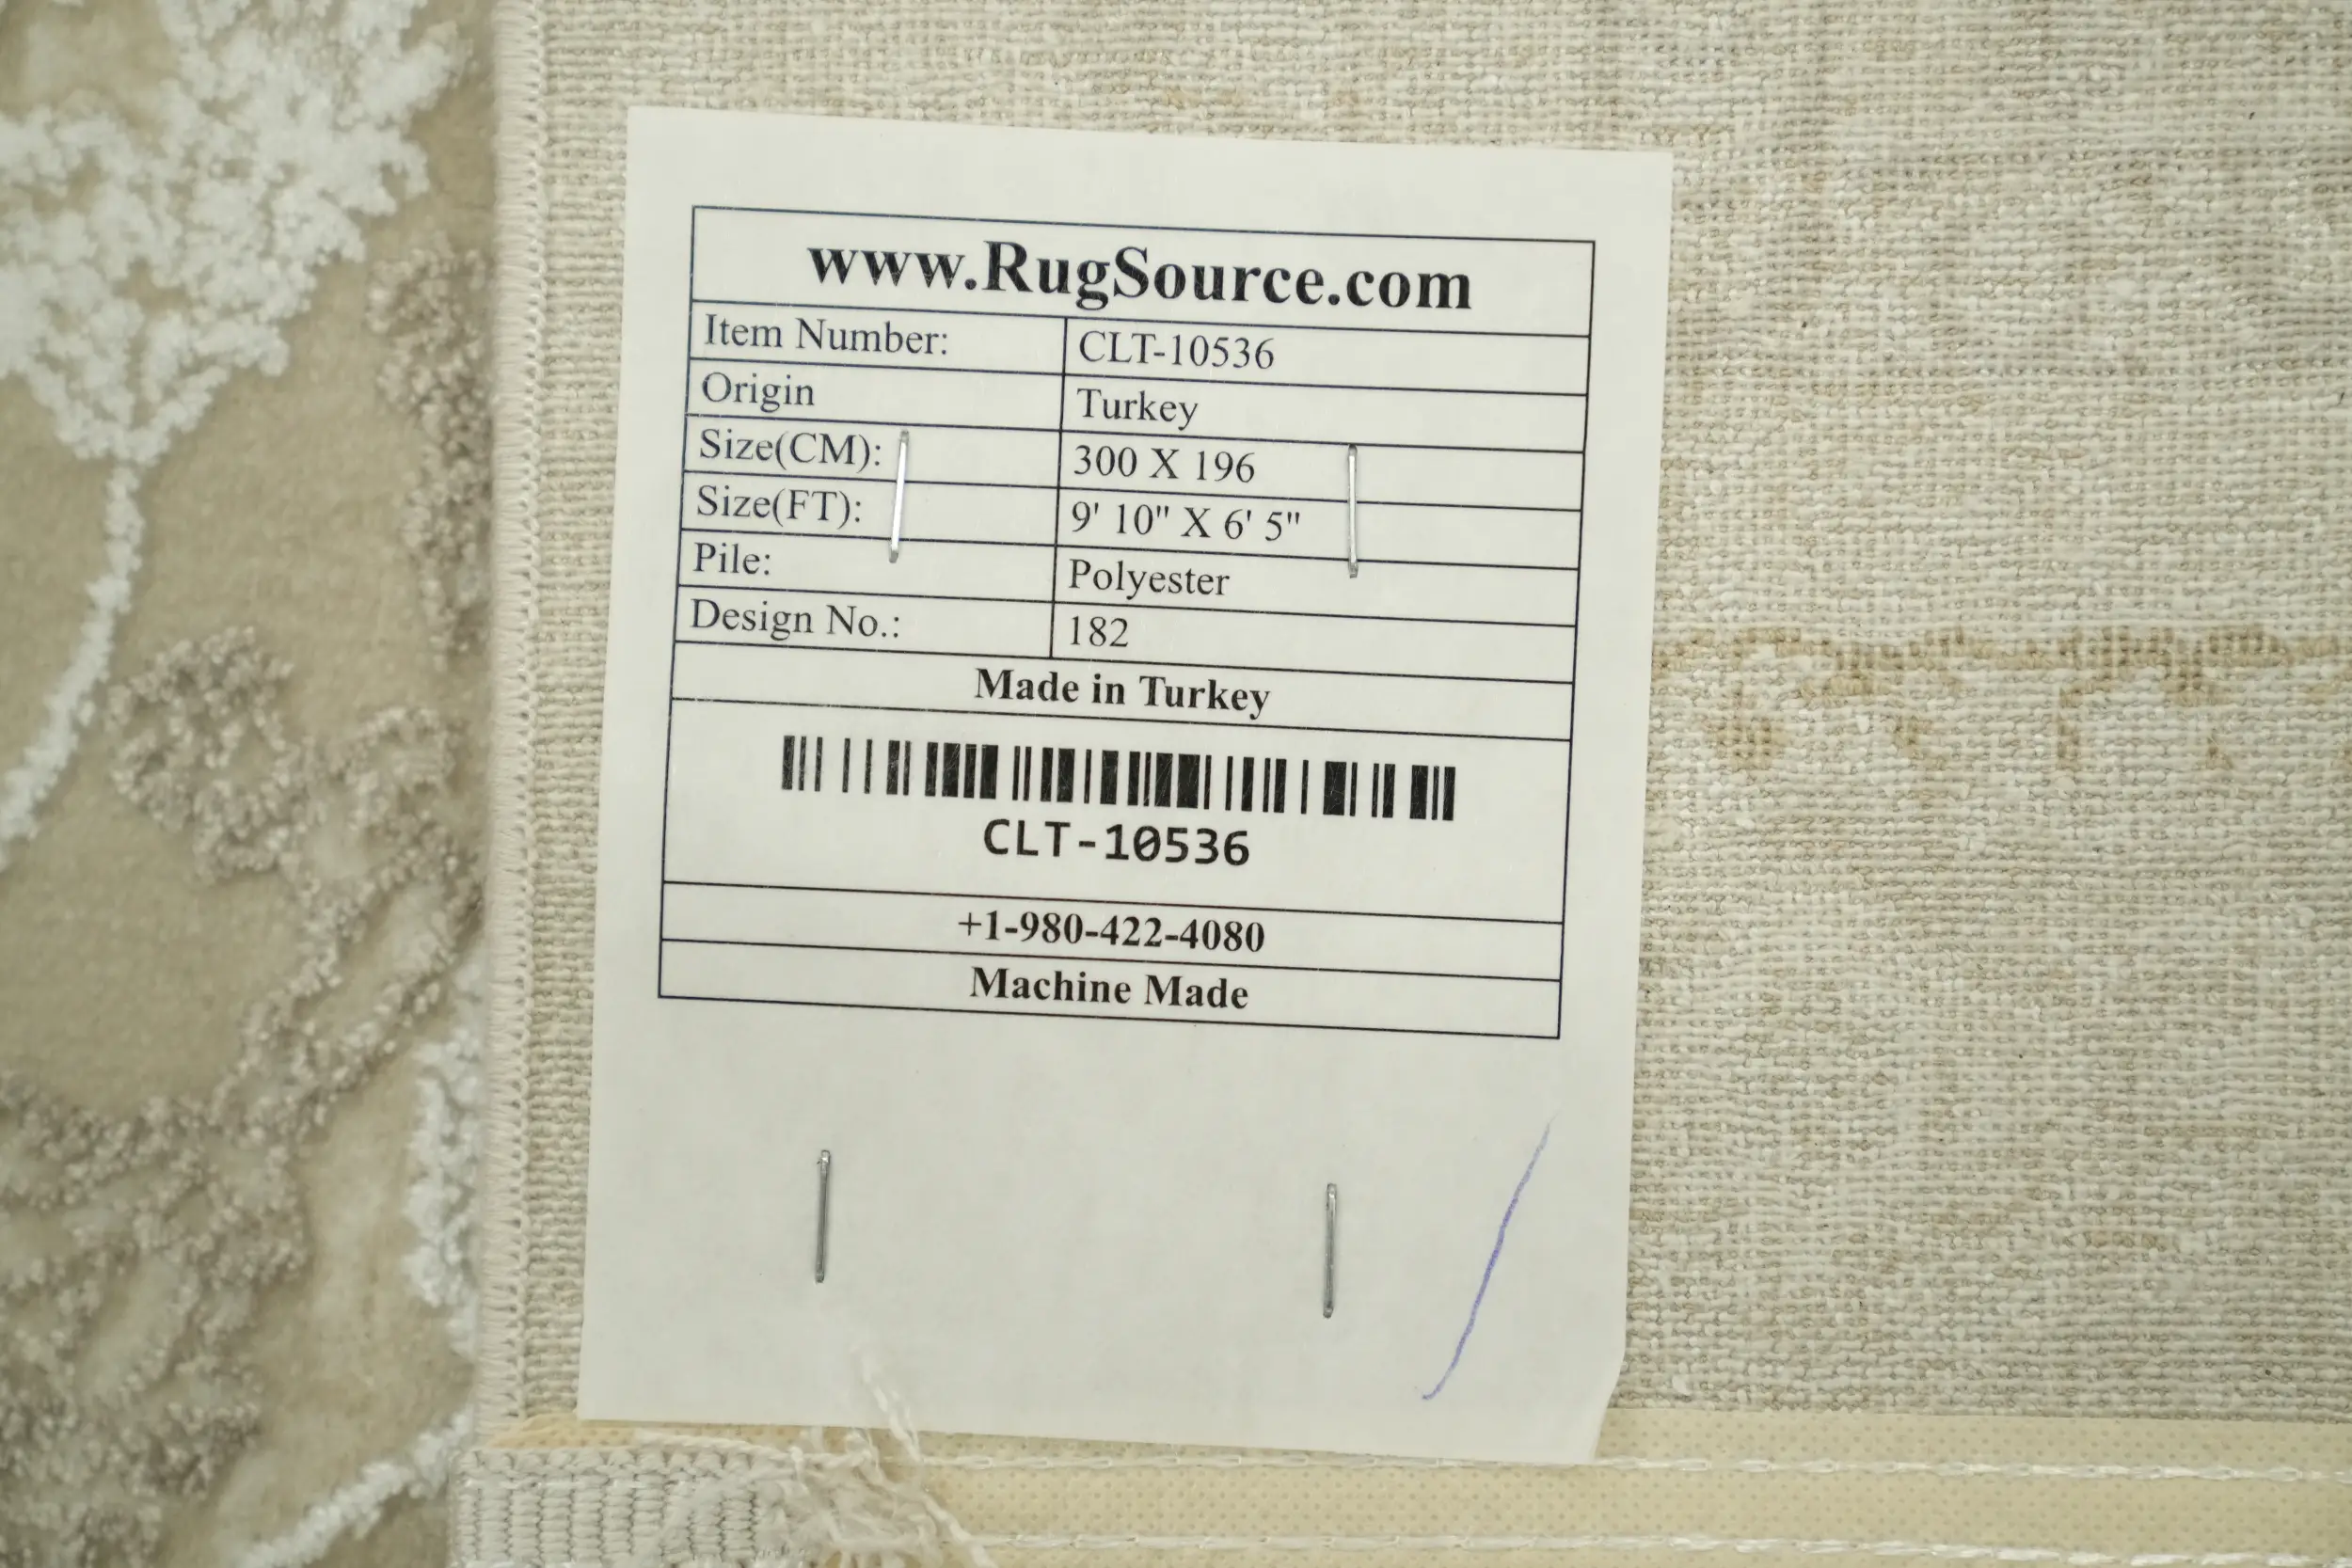 www.RugSource.com
Item Number: CLT-10536
Origin Turkey
Size(CM): 300 X 196
Size(FT): 9' 10" X 6' 5"
Pile: Polyester
Design No.: 182
Made in Turkey
CLT-10536
+1-980-422-4080
Machine Made